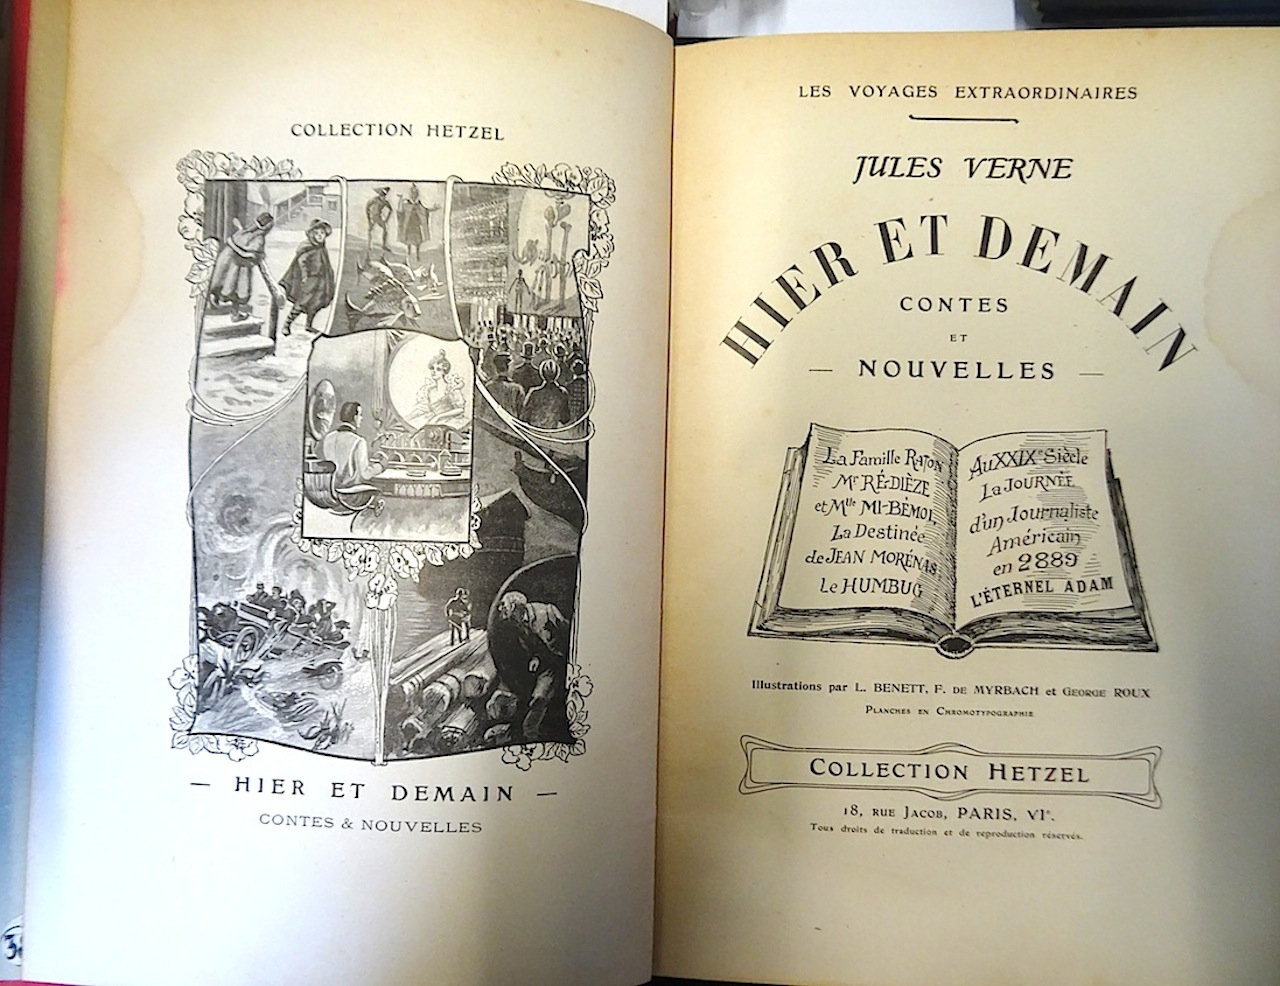 COLLECTION HETZEL
— HIER ET DEMAIN —
CONTES & NOUVELLES
LES VOYAGES EXTRAORDINAIRES
JULES VERNE
HIER ET DEMAIN
CONTES
ET
— NOUVELLES —
La Famille RATON
Mr RÉ-DIÈZE
et Mlle MI-BÉMOL
La Destinée
de JEAN MORÉNAS
Le HUMBUG
Au XXIXe Siècle
La JOURNÉE
d'un Journaliste
Américain
en 2889
L'ÉTERNEL ADAM
Illustrations par L. BENETT, F. DE MYRBACH et GEORGE ROUX
PLANCHES EN CHROMOTYPOGRAPHIE
COLLECTION HETZEL
18, RUE JACOB, PARIS, VIe.
Tous droits de traduction et de reproduction réservés.